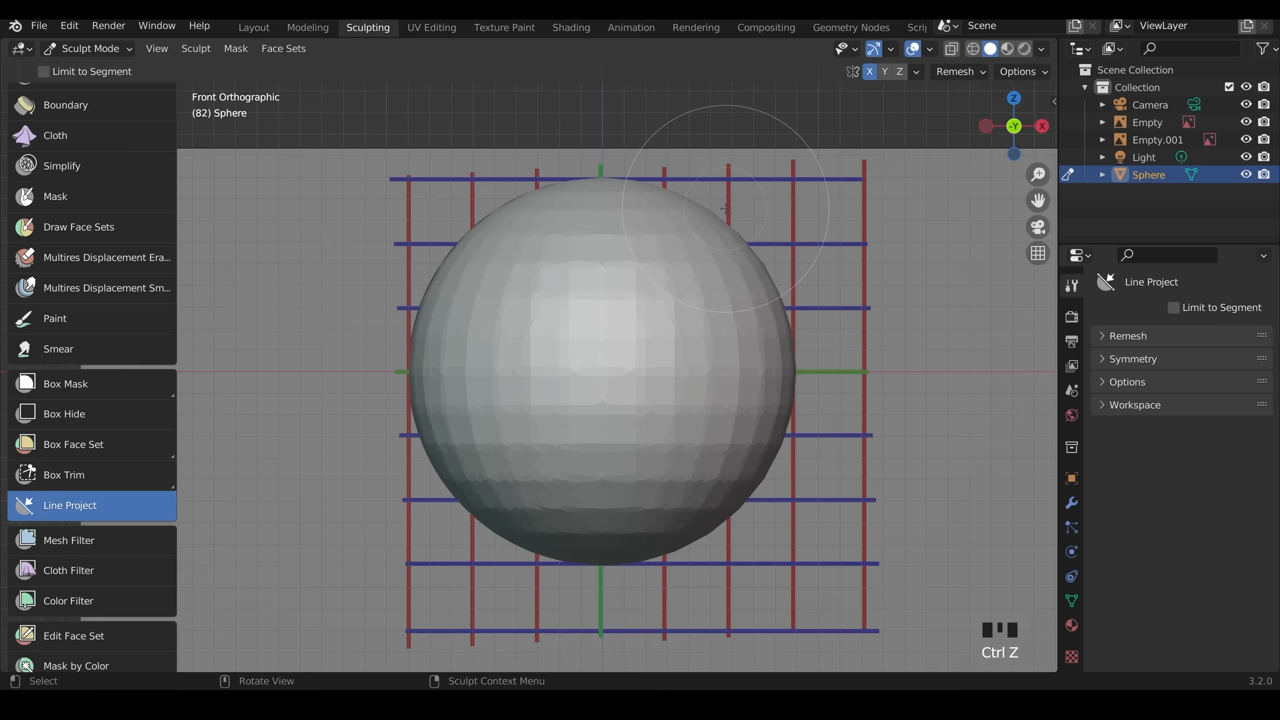 File Edit Render Window Help Layout Modeling Sculpting UV Editing Texture Paint Shading Animation Rendering Compositing Geometry Nodes Scri Scene ViewLayer
Sculpt Mode View Sculpt Mask Face Sets
Limit to Segment X Y Z Remesh Options
Boundary
Cloth
Simplify
Mask
Draw Face Sets
Multires Displacement Era...
Multires Displacement Sm...
Paint
Smear
Box Mask
Box Hide
Box Face Set
Box Trim
Line Project
Mesh Filter
Cloth Filter
Color Filter
Edit Face Set
Mask by Color
Front Orthographic
(82) Sphere
Z
-Y X
Ctrl Z
Scene Collection
Collection
Camera
Empty
Empty.001
Light
Sphere
Line Project
Limit to Segment
Remesh
Symmetry
Options
Workspace
Select Rotate View Sculpt Context Menu 3.2.0